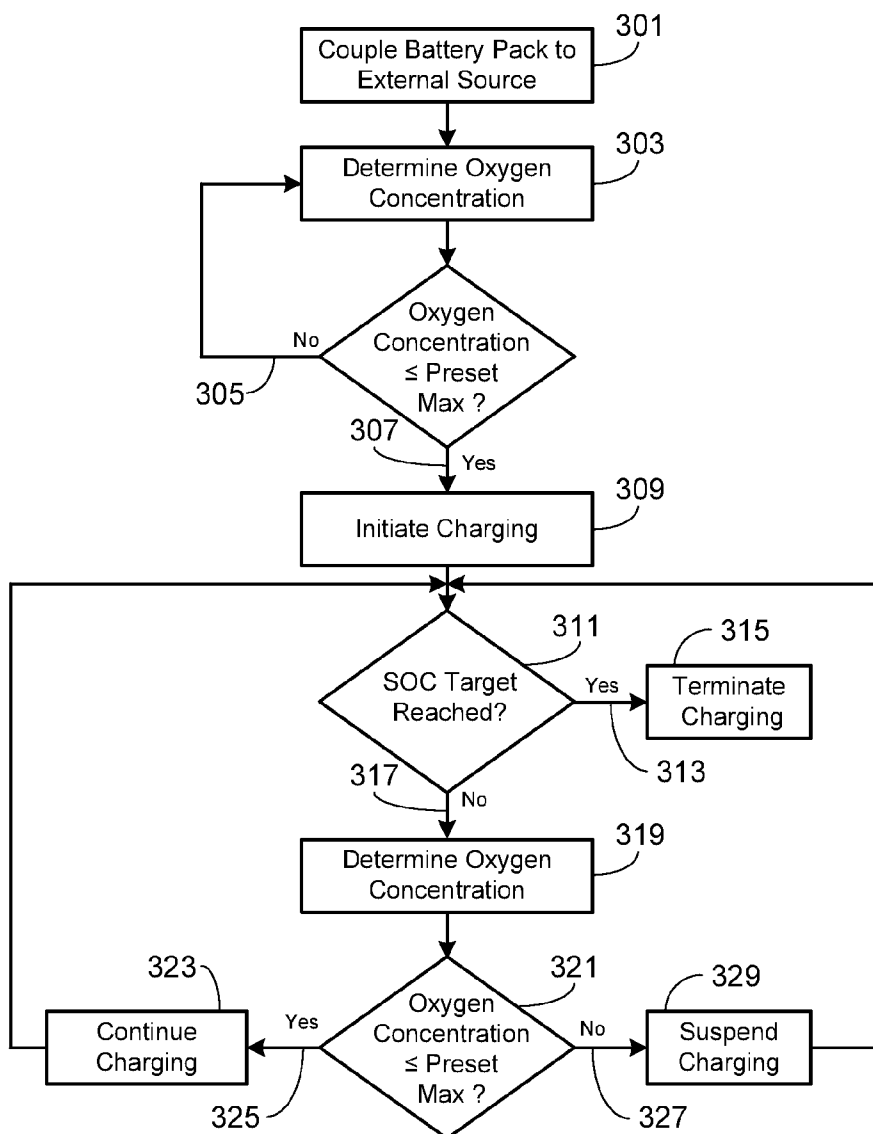 301
Couple Battery Pack to
External Source
303
Determine Oxygen
Concentration
Oxygen
Concentration
≤ Preset
Max ?
No
305
307
Yes
309
Initiate Charging
311
SOC Target
Reached?
Yes
313
315
Terminate
Charging
317
No
319
Determine Oxygen
Concentration
321
Oxygen
Concentration
≤ Preset
Max ?
323
Continue
Charging
Yes
325
No
327
329
Suspend
Charging